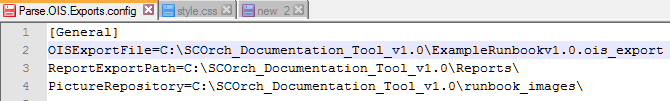 Parse.OIS.Exports.config style.css new 2
1 [General]
2 OISExportFile=C:\SCOrch_Documentation_Tool_v1.0\ExampleRunbookv1.0.ois_export
3 ReportExportPath=C:\SCOrch_Documentation_Tool_v1.0\Reports\
4 PictureRepository=C:\SCOrch_Documentation_Tool_v1.0\runbook_images\